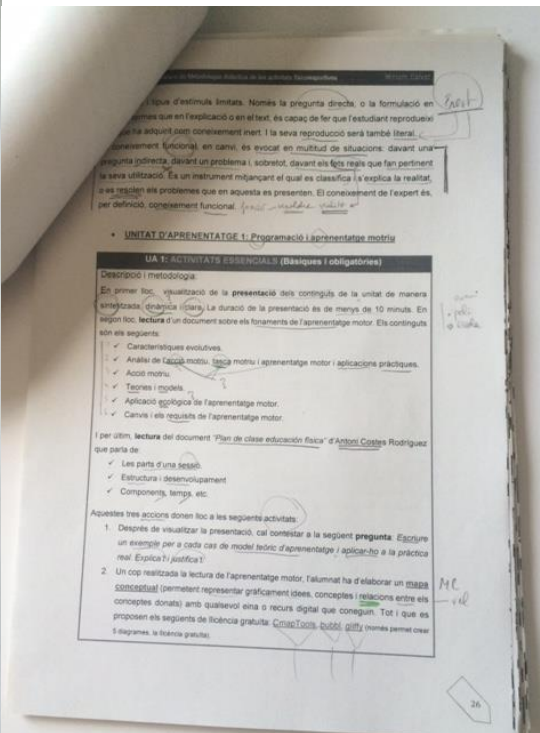 Metodologia didàctica de les activitats fisicoesportives Miriam
i tipus d'estímuls limitats. Només la pregunta directa, o la formulació en
termes que en l'explicació o en el text, és capaç de fer que l'estudiant reprodueixi
ha adquirit com coneixement inert. I la seva reproducció serà també literal.
coneixement funcional, en canvi, és evocat en multitud de situacions: davant una
pregunta indirecta, davant un problema i, sobretot, davant els fets reals que fan pertinent
la seva utilització. És un instrument mitjançant el qual es classifica i s'explica la realitat,
o es resolen els problemes que en aquesta es presenten. El coneixement de l'expert és,
per definició, coneixement funcional.
• UNITAT D'APRENENTATGE 1: Programació i aprenentatge motriu
UA 1: ACTIVITATS ESSENCIALS (Bàsiques i obligatòries)
Descripció i metodologia:
En primer lloc, visualització de la presentació dels continguts de la unitat de manera
sintetitzada, dinàmica i clara. La duració de la presentació és de menys de 10 minuts. En
segon lloc, lectura d'un document sobre els fonaments de l'aprenentatge motor. Els continguts
són els següents:
✓ Característiques evolutives.
✓ Anàlisi de l'acció motriu, tasca motriu i aprenentatge motor i aplicacions pràctiques.
✓ Acció motriu.
✓ Teories i models.
✓ Aplicació ecològica de l'aprenentatge motor.
✓ Canvis i els requisits de l'aprenentatge motor.
I per últim, lectura del document "Plan de clase educación física" d'Antoni Costes Rodríguez
que parla de:
✓ Les parts d'una sessió.
✓ Estructura i desenvolupament
✓ Components, temps, etc.
Aquestes tres accions donen lloc a les següents activitats:
1. Després de visualitzar la presentació, cal contestar a la següent pregunta: Escriure
un exemple per a cada cas de model teòric d'aprenentatge i aplicar-ho a la pràctica
real. Explica'l i justifica'l.
2. Un cop realitzada la lectura de l'aprenentatge motor, l'alumnat ha d'elaborar un mapa
conceptual (permetent representar gràficament idees, conceptes i relacions entre els
conceptes donats) amb qualsevol eina o recurs digital que coneguin. Tot i que es
proposen els següents de llicència gratuïta: CmapTools, bubbl, gliffy (només permet crear
5 diagrames, la llicència gratuïta).
26